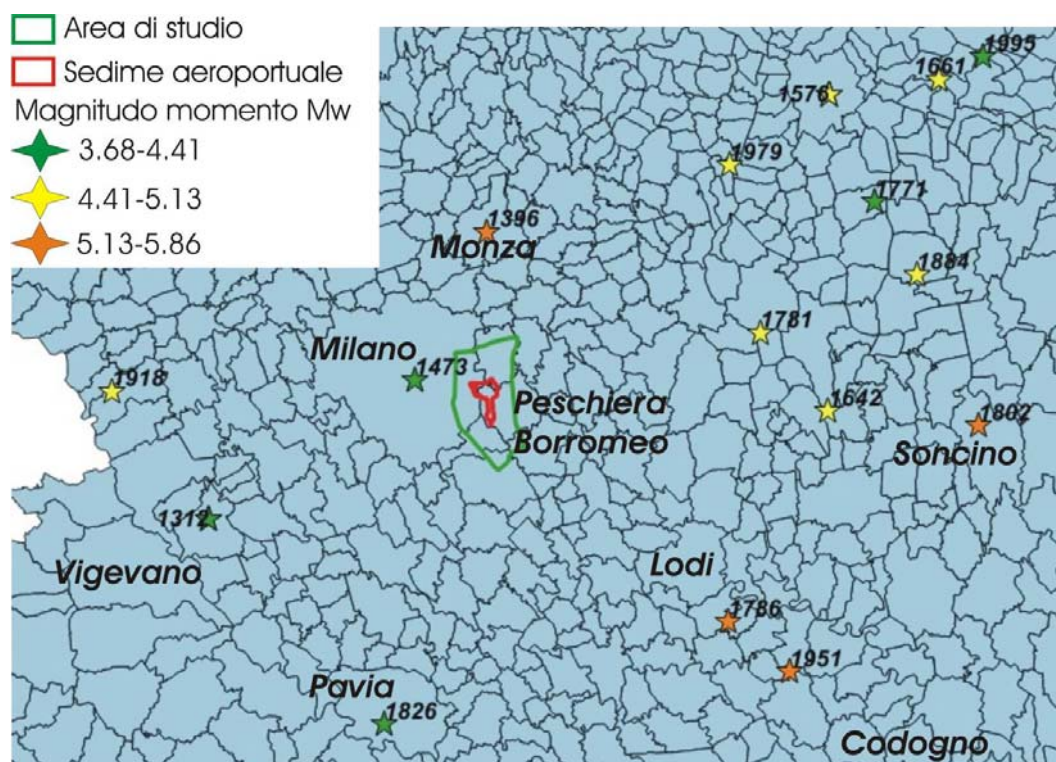 Area di studio
Sedime aeroportuale
Magnitudo momento Mw
3.68-4.41
4.41-5.13
5.13-5.86
1995
1661
1576
1979
1771
1396
Monza
1884
1781
Milano
1473
1918
Peschiera
Borromeo
1642
1802
Soncino
1312
Vigevano
Lodi
1786
1951
Pavia
1826
Codogno